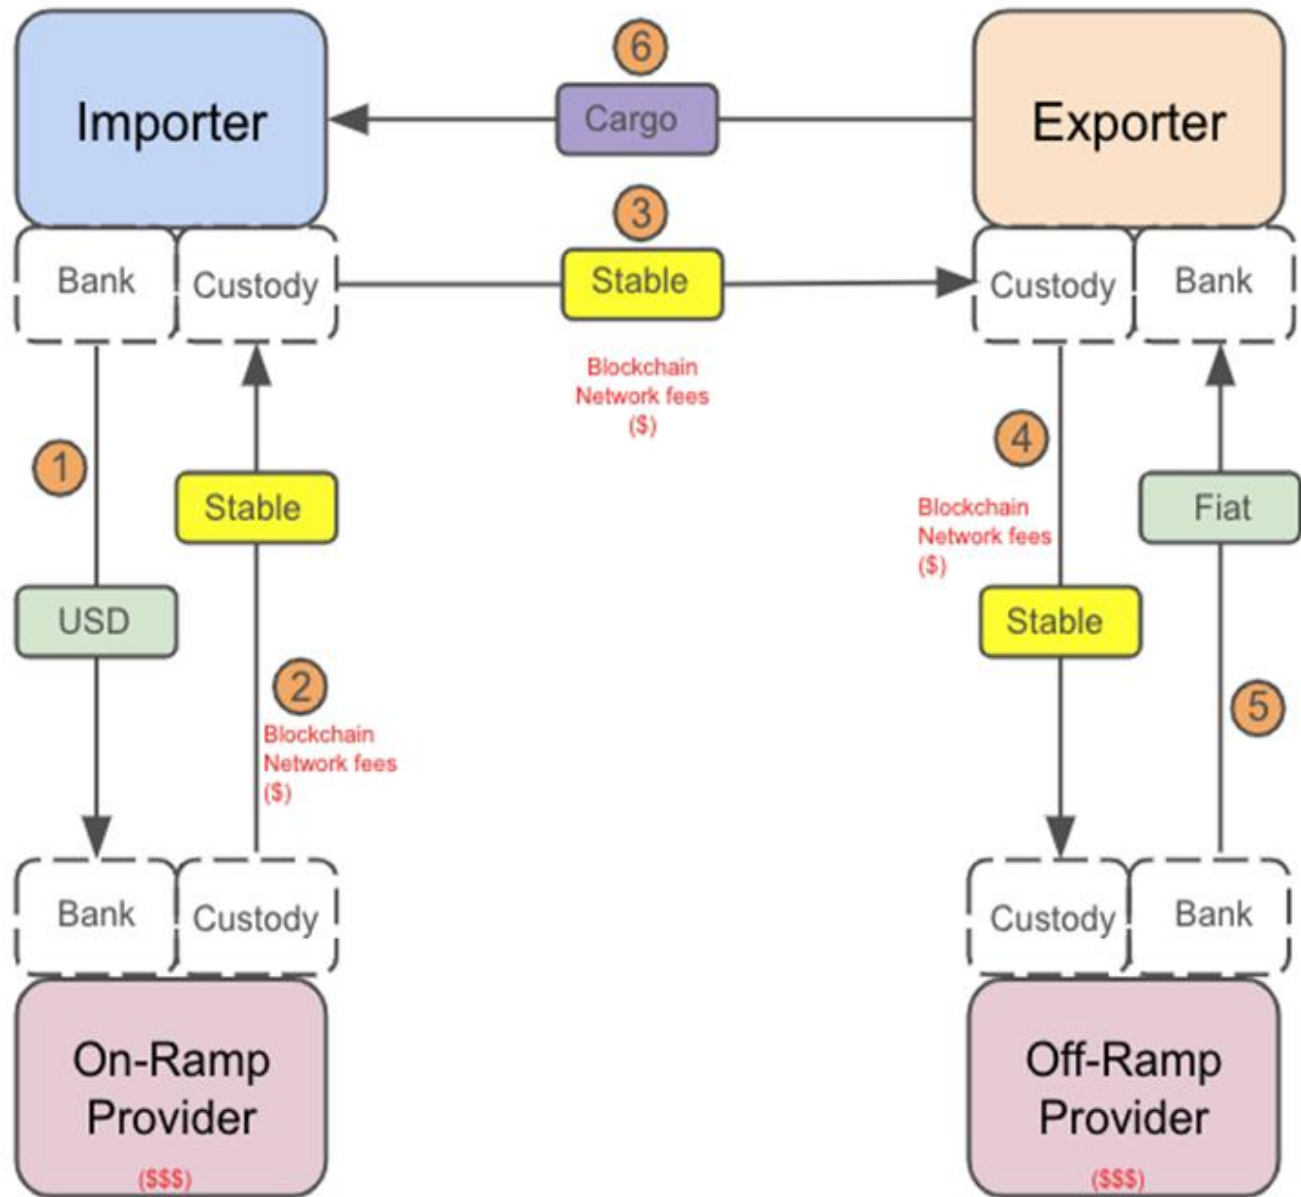 6
Importer
Cargo
Exporter
3
Bank
Custody
Stable
Custody
Bank
Blockchain
Network fees
($)
1
4
Stable
Blockchain
Network fees
($)
Fiat
USD
Stable
2
Blockchain
Network fees
($)
5
Bank
Custody
Custody
Bank
On-Ramp
Provider
($$$)
Off-Ramp
Provider
($$$)